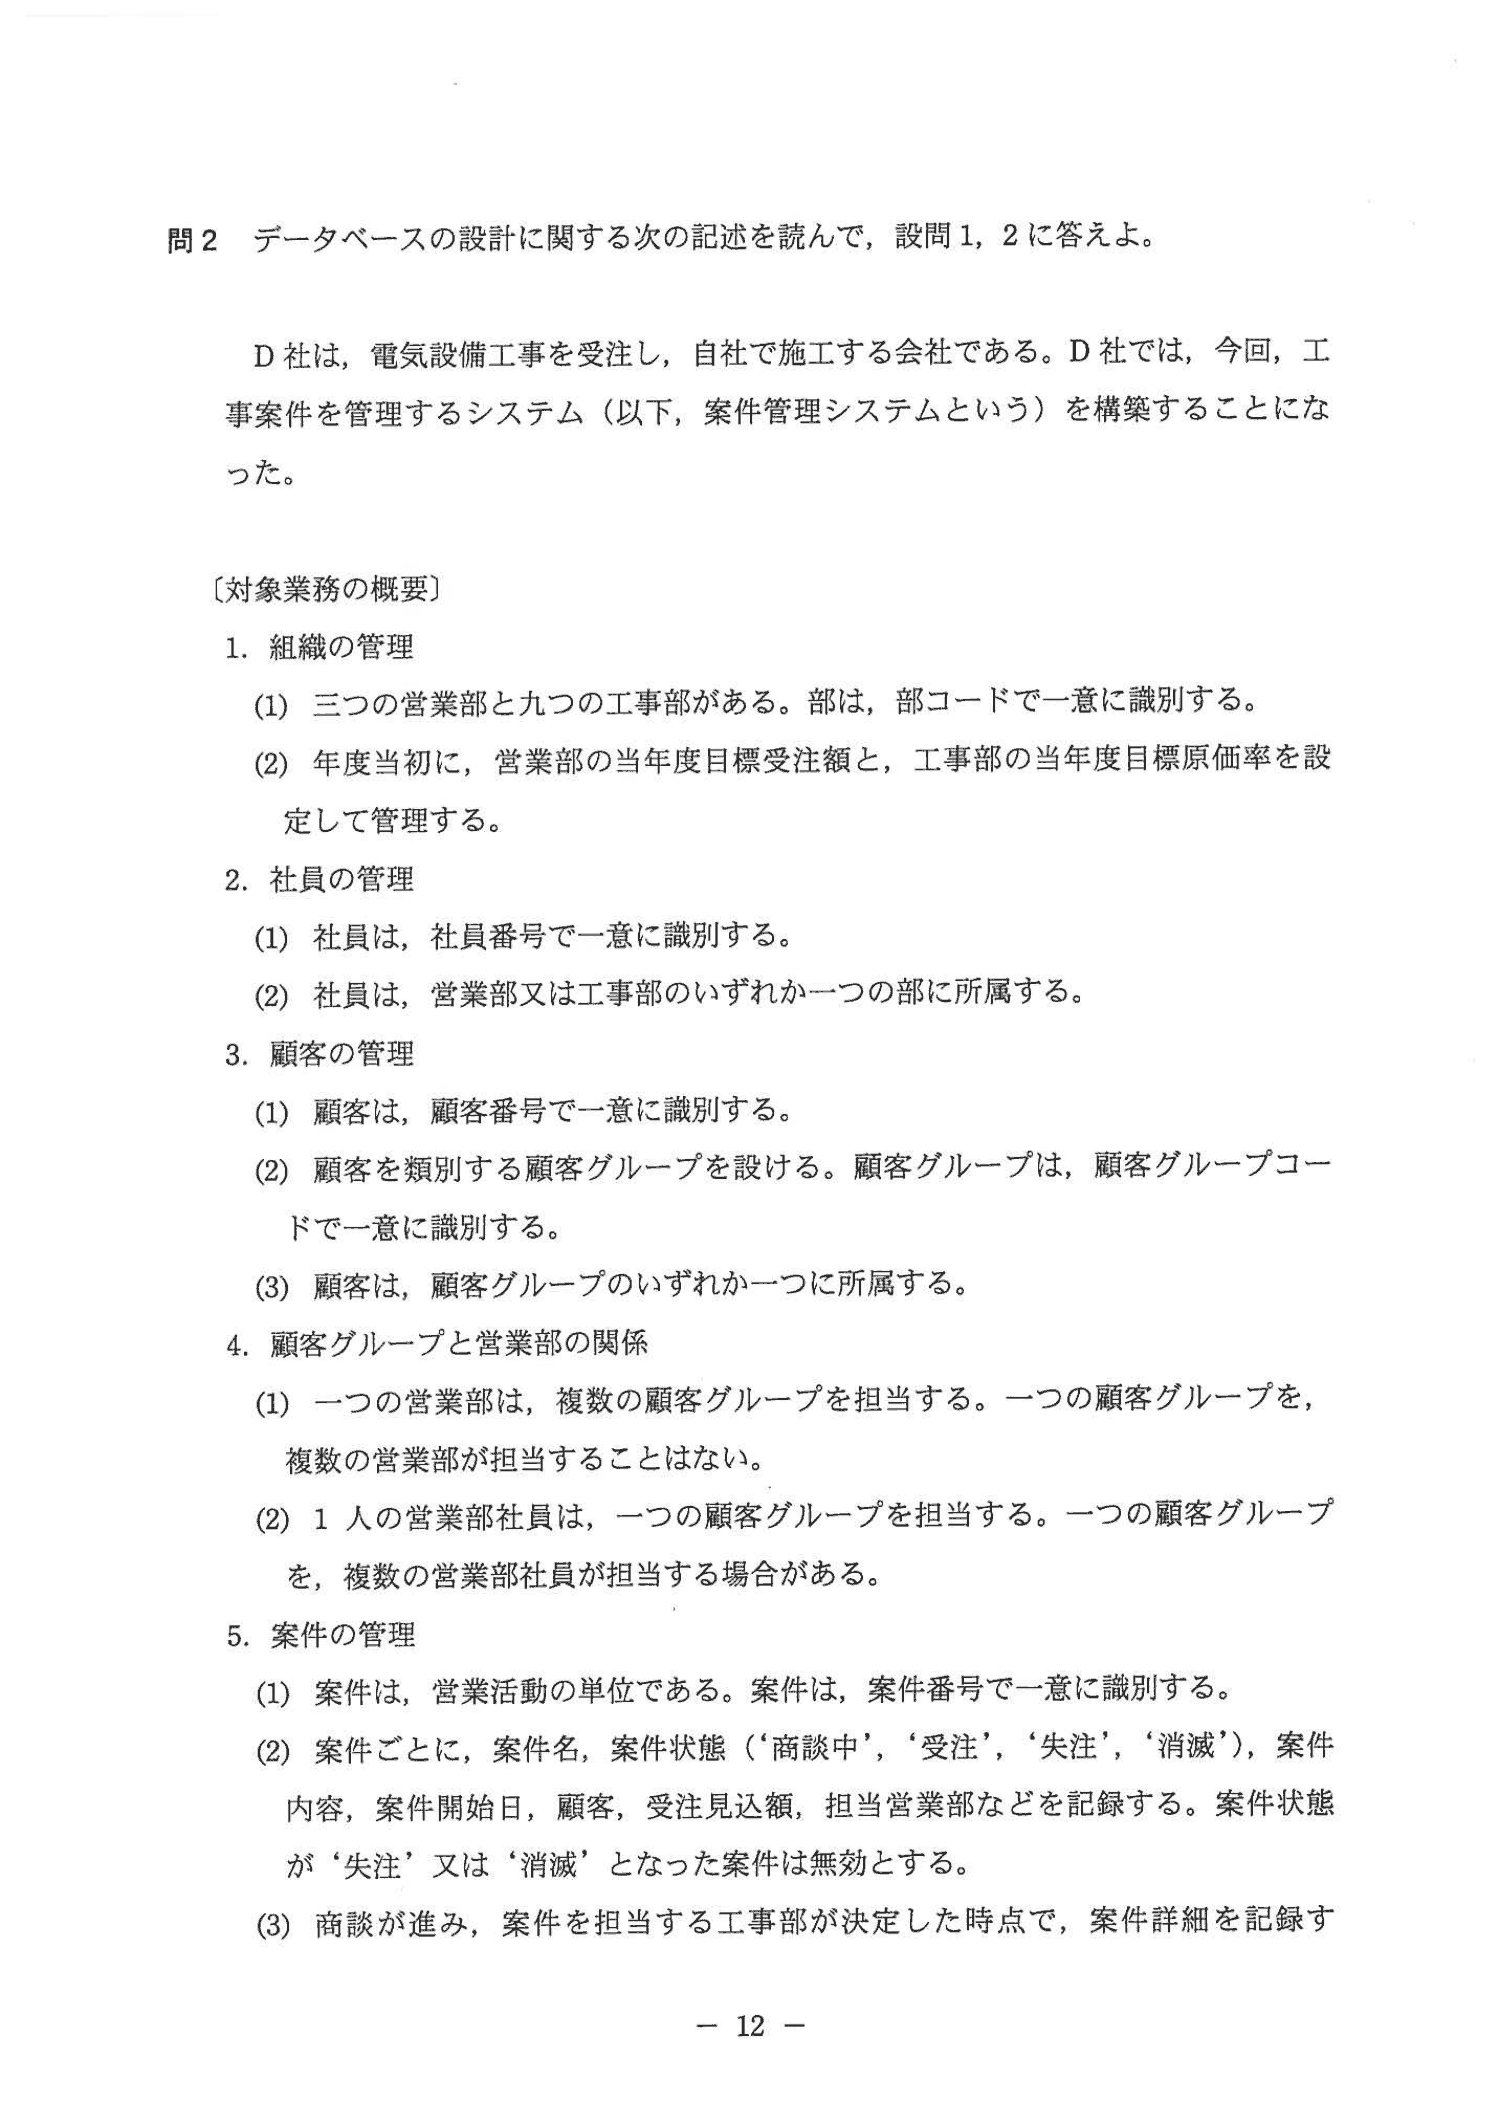 問2 データベースの設計に関する次の記述を読んで，設問1，2に答えよ。
D社は，電気設備工事を受注し，自社で施工する会社である。D社では，今回，工
事案件を管理するシステム（以下，案件管理システムという）を構築することにな
った。
〔対象業務の概要〕
1. 組織の管理
(1) 三つの営業部と九つの工事部がある。部は，部コードで一意に識別する。
(2) 年度当初に，営業部の当年度目標受注額と，工事部の当年度目標原価率を設
定して管理する。
2. 社員の管理
(1) 社員は，社員番号で一意に識別する。
(2) 社員は，営業部又は工事部のいずれか一つの部に所属する。
3. 顧客の管理
(1) 顧客は，顧客番号で一意に識別する。
(2) 顧客を類別する顧客グループを設ける。顧客グループは，顧客グループコー
ドで一意に識別する。
(3) 顧客は，顧客グループのいずれか一つに所属する。
4. 顧客グループと営業部の関係
(1) 一つの営業部は，複数の顧客グループを担当する。一つの顧客グループを，
複数の営業部が担当することはない。
(2) 1 人の営業部社員は，一つの顧客グループを担当する。一つの顧客グループ
を，複数の営業部社員が担当する場合がある。
5. 案件の管理
(1) 案件は，営業活動の単位である。案件は，案件番号で一意に識別する。
(2) 案件ごとに，案件名，案件状態（‘商談中’，‘受注’，‘失注’，‘消滅’），案件
内容，案件開始日，顧客，受注見込額，担当営業部などを記録する。案件状態
が‘失注’又は‘消滅’となった案件は無効とする。
(3) 商談が進み，案件を担当する工事部が決定した時点で，案件詳細を記録す
－ 12 －